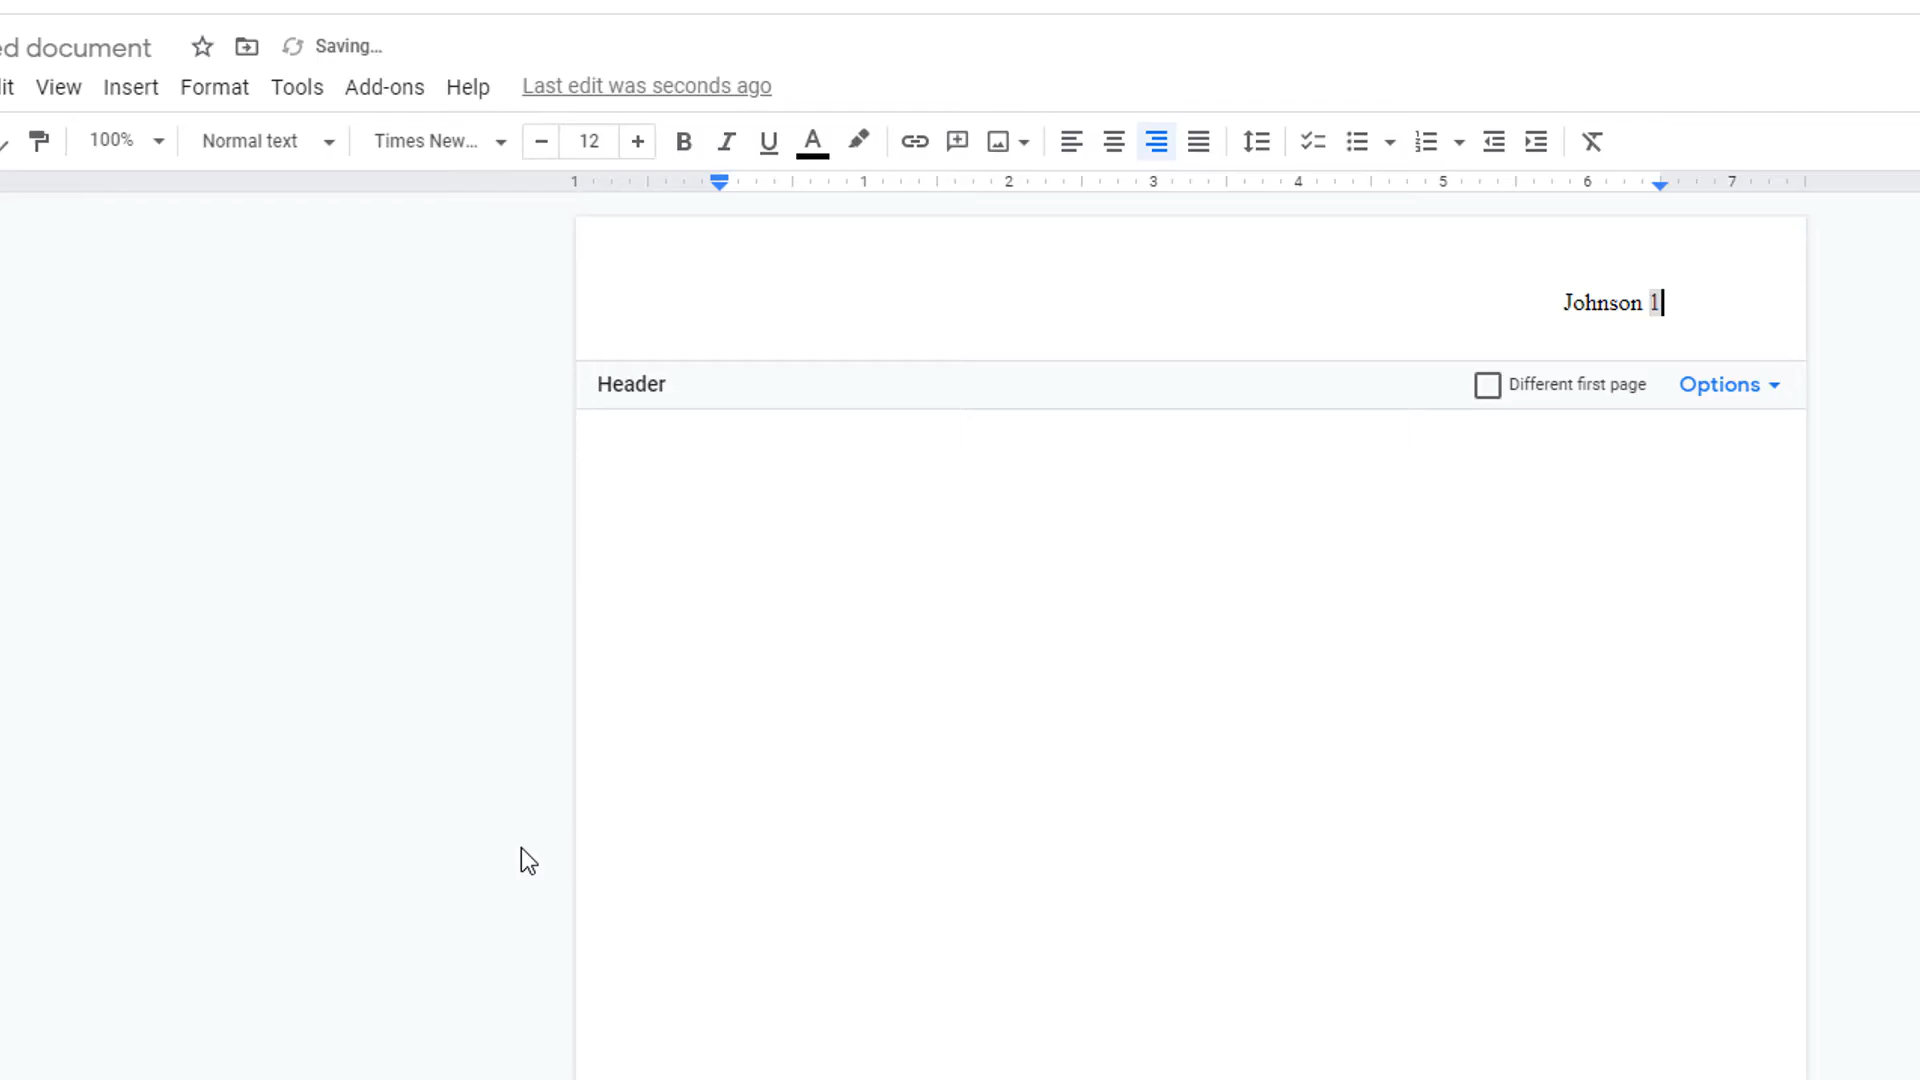 ed document Saving...
it View Insert Format Tools Add-ons Help Last edit was seconds ago
100% Normal text Times New... 12 B I U A
1 1 2 3 4 5 6 7
Johnson 1
Header Different first page Options